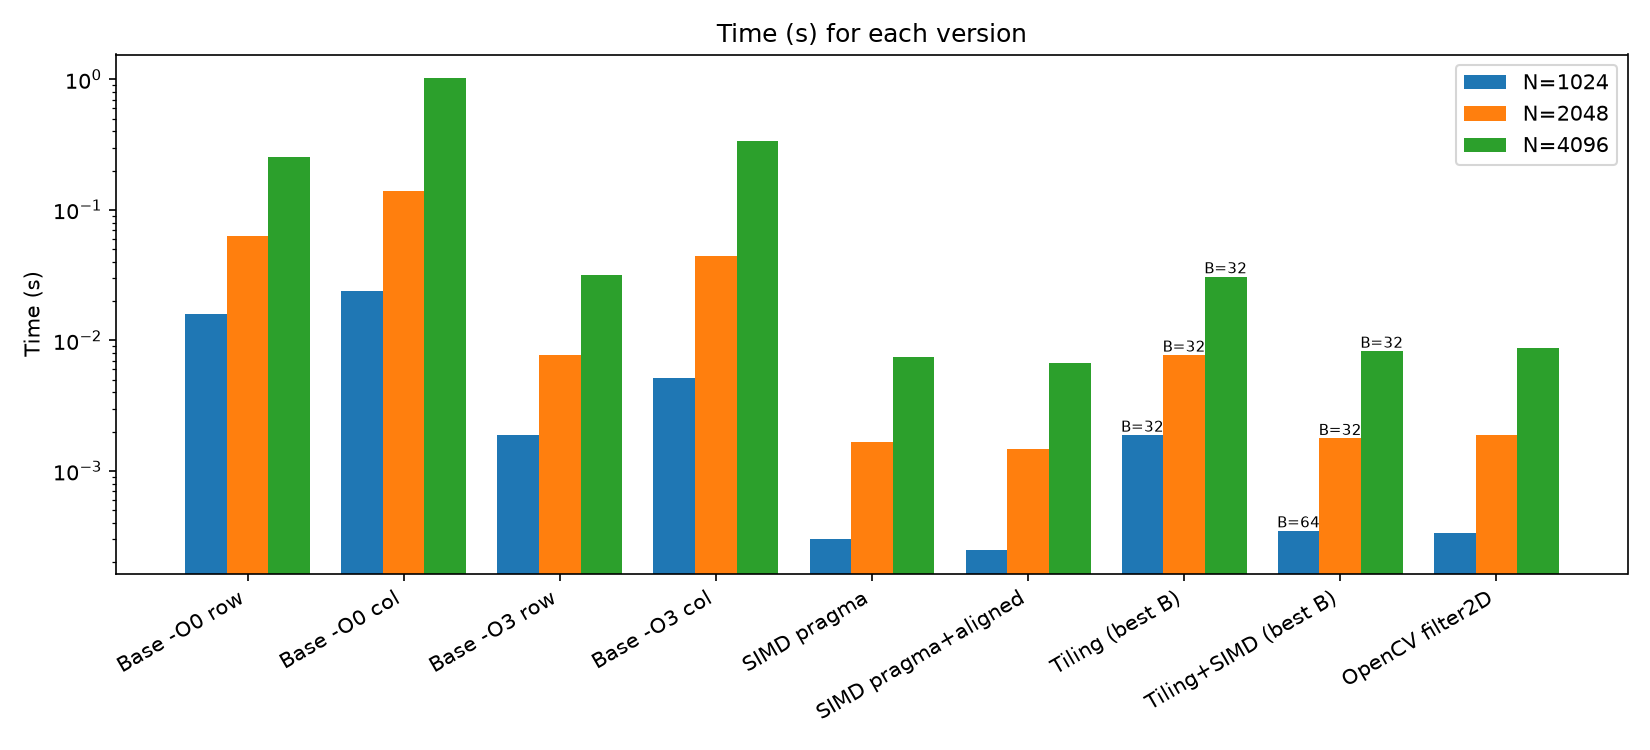 Time (s) for each version
Time (s)
10⁰
10⁻¹
10⁻²
10⁻³
N=1024
N=2048
N=4096
B=32
B=32
B=32
B=64
B=32
B=32
Base -O0 row
Base -O0 col
Base -O3 row
Base -O3 col
SIMD pragma
SIMD pragma+aligned
Tiling (best B)
Tiling+SIMD (best B)
OpenCV filter2D